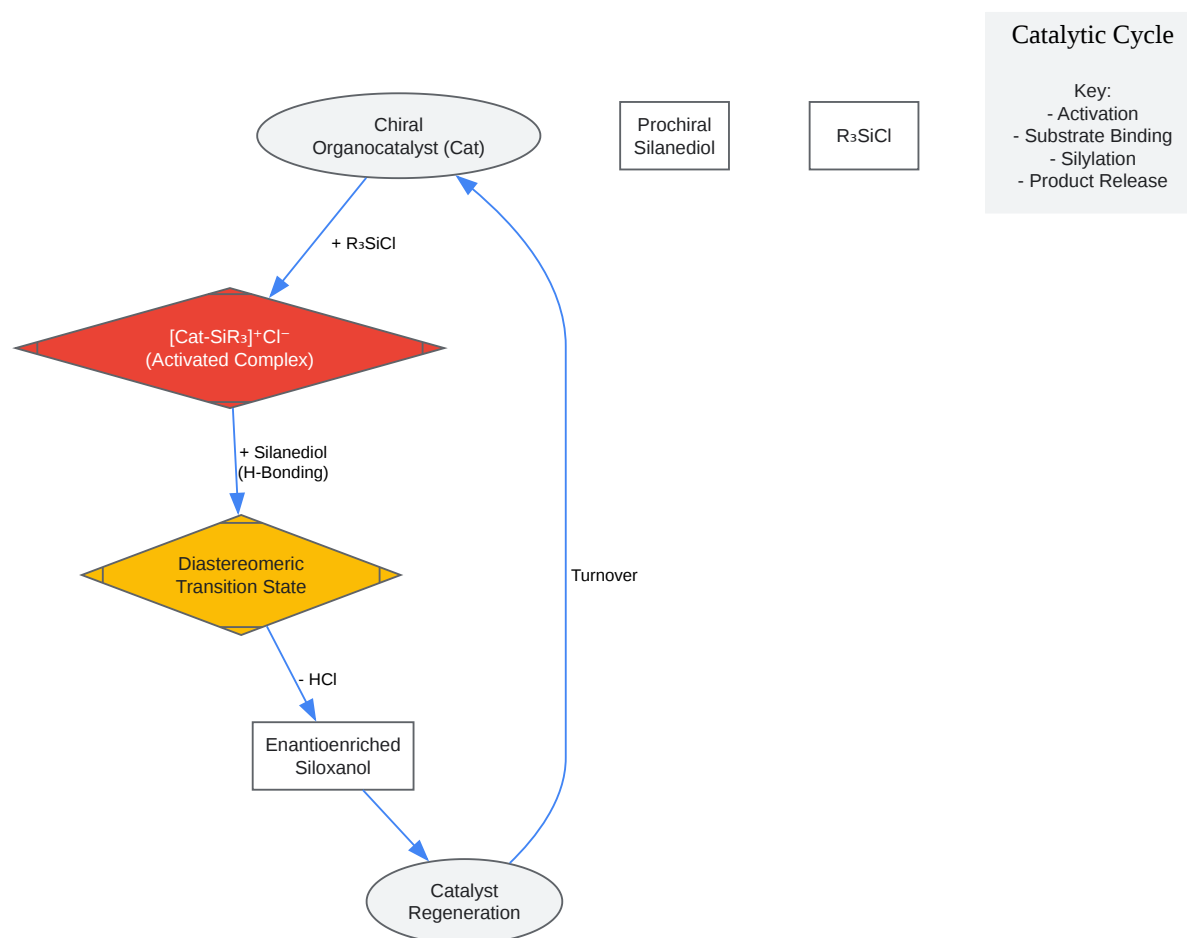 Catalytic Cycle
Key:
- Activation
- Substrate Binding
- Silylation
- Product Release
Chiral
Organocatalyst (Cat)
Prochiral
Silanediol
R₃SiCl
+ R₃SiCl
[Cat-SiR₃]⁺Cl⁻
(Activated Complex)
+ Silanediol
(H-Bonding)
Diastereomeric
Transition State
Turnover
- HCl
Enantioenriched
Siloxanol
Catalyst
Regeneration